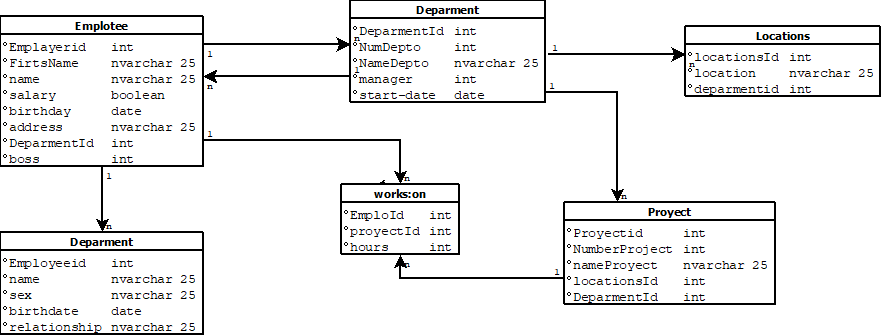 Emplotee
Emplayerid int
FirtsName nvarchar 25
name nvarchar 25
salary boolean
birthday date
address nvarchar 25
DeparmentId int
boss int
Deparment
DeparmentId int
NumDepto int
NameDepto nvarchar 25
manager int
start-date date
Locations
locationsId int
location nvarchar 25
deparmentid int
1
n
1
n
1
n
1
n
1
n
1
n
1
n
works:on
EmploId int
proyectId int
hours int
Deparment
Employeeid int
name nvarchar 25
sex nvarchar 25
birthdate date
relationship nvarchar 25
Proyect
Proyectid int
NumberProject int
nameProyect nvarchar 25
locationsId int
DeparmentId int